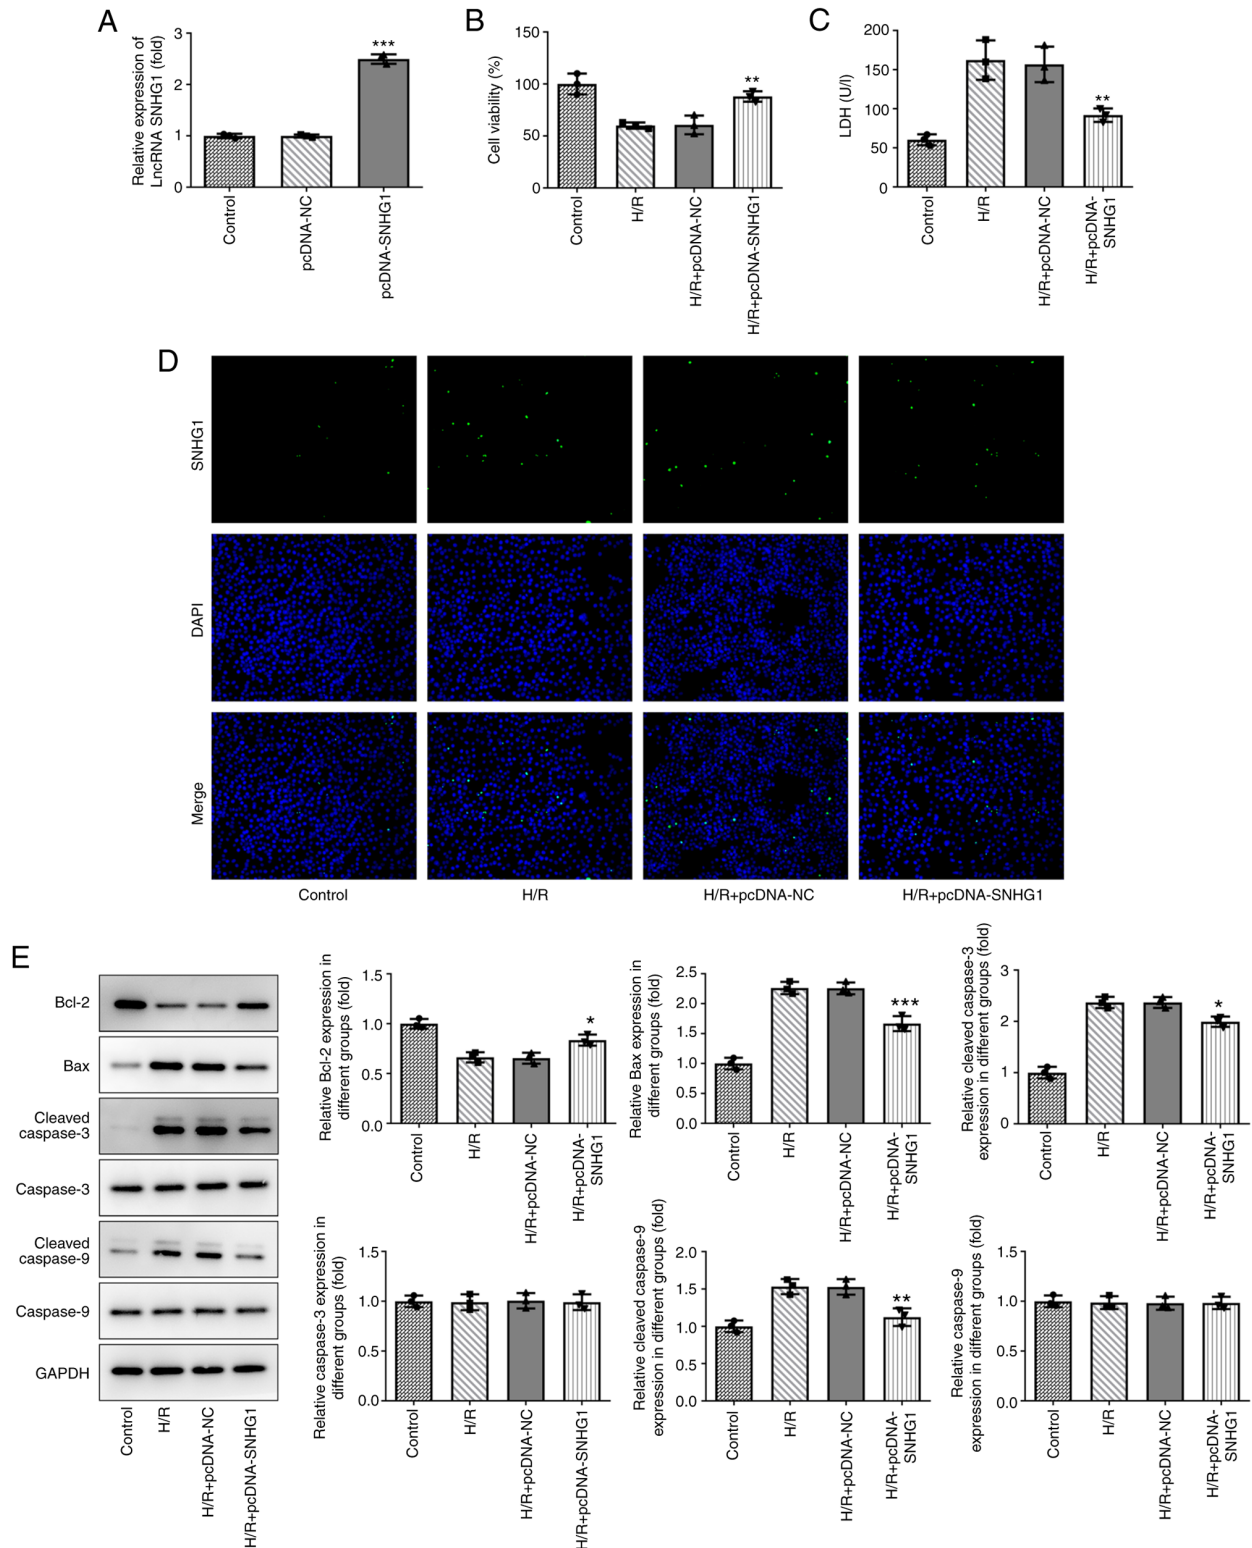 A
Relative expression of
LncRNA SNHG1 (fold)
3
2
1
0
***
Control
pcDNA-NC
pcDNA-SNHG1
B
Cell viability (%)
150
100
50
0
**
Control
H/R
H/R+pcDNA-NC
H/R+pcDNA-SNHG1
C
LDH (U/l)
200
150
100
50
0
**
Control
H/R
H/R+pcDNA-NC
H/R+pcDNA-
SNHG1
D
SNHG1
DAPI
Merge
Control
H/R
H/R+pcDNA-NC
H/R+pcDNA-SNHG1
E
Bcl-2
Bax
Cleaved
caspase-3
Caspase-3
Cleaved
caspase-9
Caspase-9
GAPDH
Control
H/R
H/R+pcDNA-NC
H/R+pcDNA-SNHG1
Relative Bcl-2 expression in
different groups (fold)
1.5
1.0
0.5
0.0
*
Control
H/R
H/R+pcDNA-NC
H/R+pcDNA-
SNHG1
Relative Bax expression in
different groups (fold)
2.5
2.0
1.5
1.0
0.5
0.0
***
Control
H/R
H/R+pcDNA-NC
H/R+pcDNA-
SNHG1
Relative cleaved caspase-3
expression in different groups (fold)
3
2
1
0
*
Control
H/R
H/R+pcDNA-NC
H/R+pcDNA-
SNHG1
Relative caspase-3 expression in
different groups (fold)
1.5
1.0
0.5
0.0
Control
H/R
H/R+pcDNA-NC
H/R+pcDNA-SNHG1
Relative cleaved caspase-9
expression in different groups (fold)
2.0
1.5
1.0
0.5
0.0
**
Control
H/R
H/R+pcDNA-NC
H/R+pcDNA-
SNHG1
Relative caspase-9
expression in different groups (fold)
1.5
1.0
0.5
0.0
Control
H/R
H/R+pcDNA-NC
H/R+pcDNA-
SNHG1